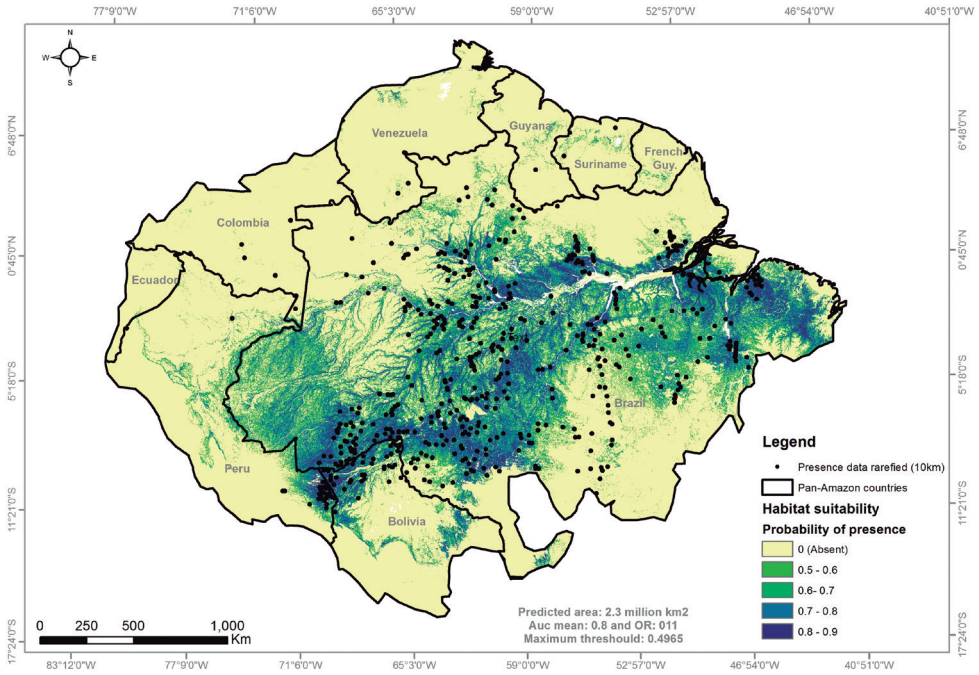 77°9'0"W 71°6'0"W 65°3'0"W 59°0'0"W 52°57'0"W 46°54'0"W 40°51'0"W
N
W E
S
6°48'0"N 6°48'0"N
Venezuela
Guyana
Suriname
French
Guy.
Colombia
0°45'0"N 0°45'0"N
Ecuador
5°18'0"S 5°18'0"S
Brazil
Peru
Bolivia
11°21'0"S 11°21'0"S
Legend
Presence data rarefied (10km)
Pan-Amazon countries
Habitat suitability
Probability of presence
0 (Absent)
0.5 - 0.6
0.6- 0.7
0.7 - 0.8
0.8 - 0.9
Predicted area: 2.3 million km2
Auc mean: 0.8 and OR: 011
Maximum threshold: 0.4965
0 250 500 1,000
Km
17°24'0"S 17°24'0"S
83°12'0"W 77°9'0"W 71°6'0"W 65°3'0"W 59°0'0"W 52°57'0"W 46°54'0"W 40°51'0"W